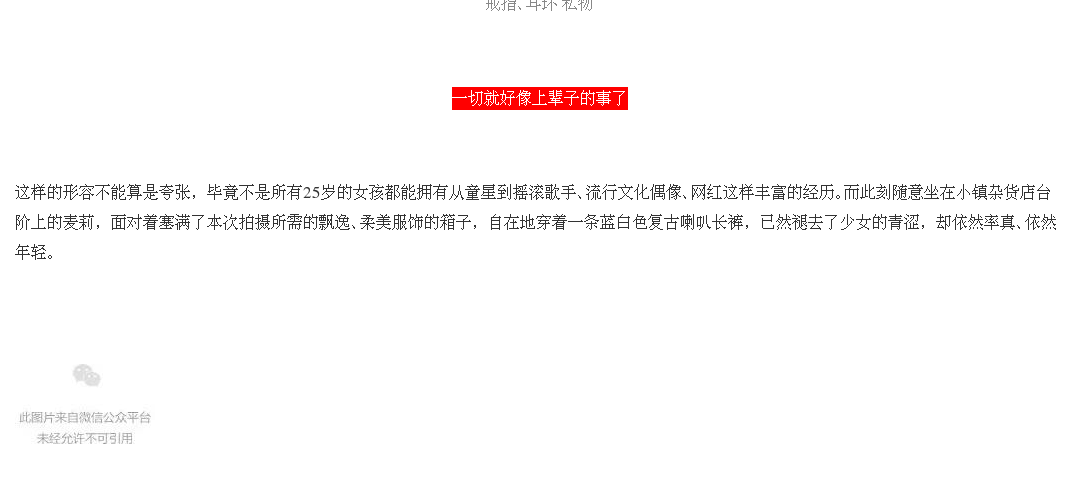 戒指、耳环 私物
一切就好像上辈子的事了
这样的形容不能算是夸张，毕竟不是所有25岁的女孩都能拥有从童星到摇滚歌手、流行文化偶像、网红这样丰富的经历。而此刻随意坐在小镇杂货店台
阶上的麦莉，面对着塞满了本次拍摄所需的飘逸、柔美服饰的箱子，自在地穿着一条蓝白色复古喇叭长裤，已然褪去了少女的青涩，却依然率真、依然
年轻。
此图片来自微信公众平台
未经允许不可引用